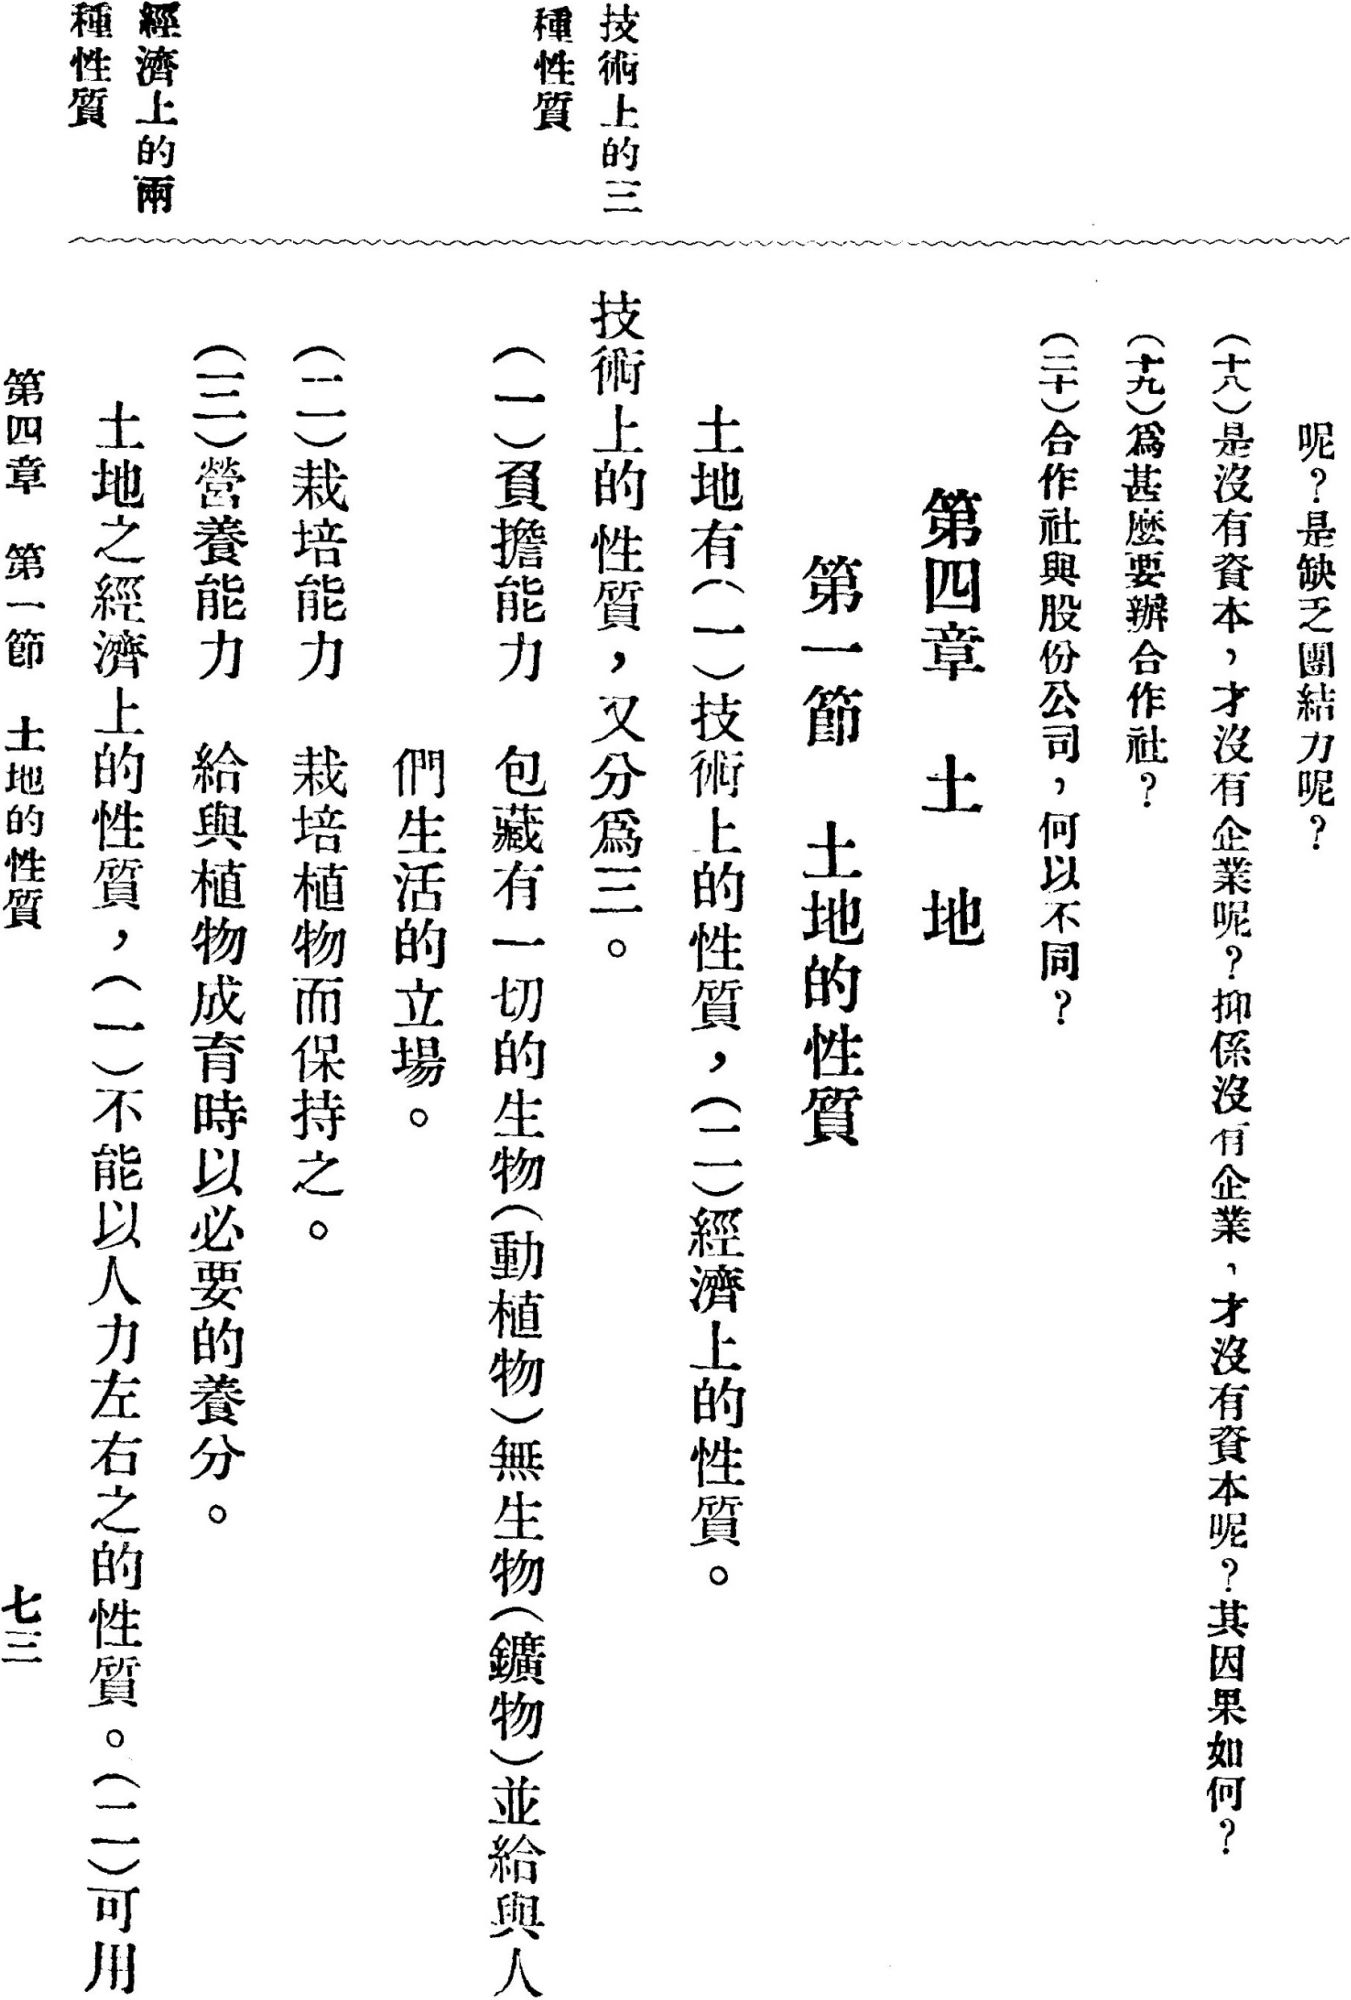 呢？是缺乏團結力呢？
（十八）是沒有資本，才沒有企業呢？抑係沒有企業，才沒有資本呢？其因果如何？
（十九）爲甚麼要辦合作社？
（二十）合作社與股份公司，何以不同？
第四章　土　地
第一節　土地的性質
土地有（一）技術上的性質，（二）經濟上的性質。
技術上的三
種性質
技術上的性質，又分爲三。
（一）負擔能力　包藏有一切的生物（動植物）無生物（鑛物）並給與人
們生活的立場。
（二）栽培能力　栽培植物而保持之。
（三）營養能力　給與植物成育時以必要的養分。
經濟上的兩
種性質
土地之經濟上的性質，（一）不能以人力左右之的性質。（二）可用
第四章　第一節　土地的性質　七三